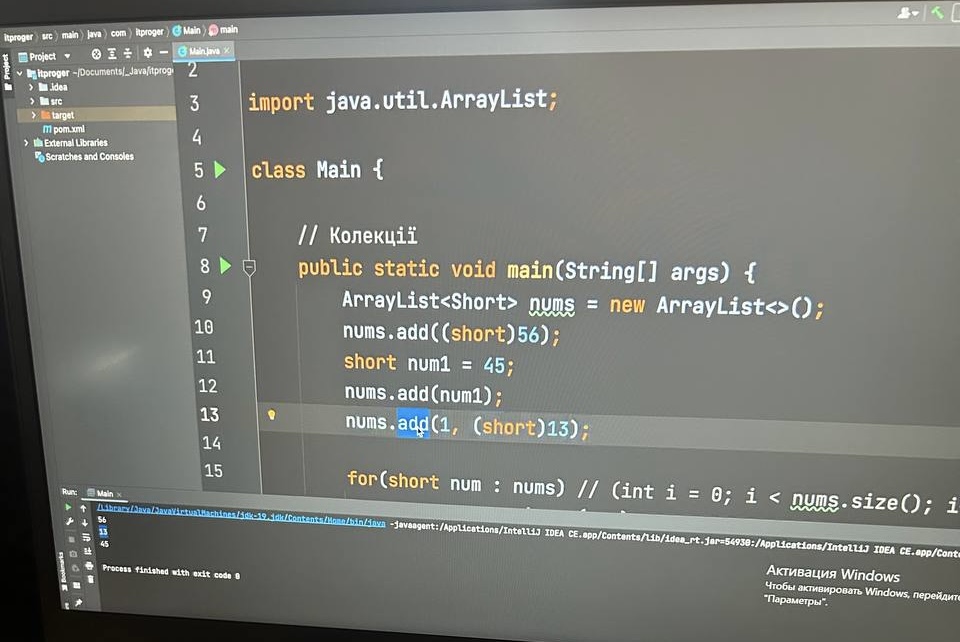 itproger src main java com itproger Main main
Project
Main.java
Project
itproger ~/Documents/_Java/itprog
.idea
src
target
pom.xml
External Libraries
Scratches and Consoles
2
3 import java.util.ArrayList;
4
5 class Main {
6
7 // Колекції
8 public static void main(String[] args) {
9 ArrayList<Short> nums = new ArrayList<>();
10 nums.add((short)56);
11 short num1 = 45;
12 nums.add(num1);
13 nums.add(1, (short)13);
14
15 for(short num : nums) // (int i = 0; i < nums.size(); i
Run: Main
/Library/Java/JavaVirtualMachines/jdk-19.jdk/Contents/Home/bin/java -javaagent:/Applications/IntelliJ IDEA CE.app/Contents/lib/idea_rt.jar=54930:/Applications/IntelliJ IDEA CE.app/Conte
56
13
45
Process finished with exit code 0
Bookmarks
Активация Windows
Чтобы активировать Windows, перейдите
"Параметры".